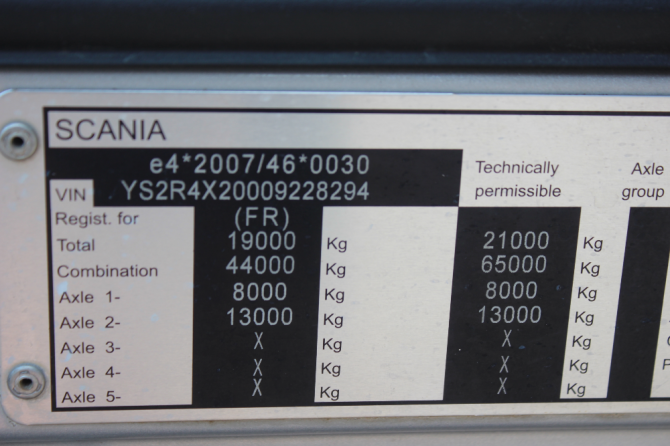 SCANIA
e4*2007/46*0030
VIN YS2R4X20009228294
Technically permissible
Axle group
Regist. for (FR)
Total 19000 Kg 21000 Kg
Combination 44000 Kg 65000 Kg
Axle 1- 8000 Kg 8000 Kg
Axle 2- 13000 Kg 13000 Kg
Axle 3- X Kg X Kg
Axle 4- X Kg X Kg
Axle 5- X Kg X Kg